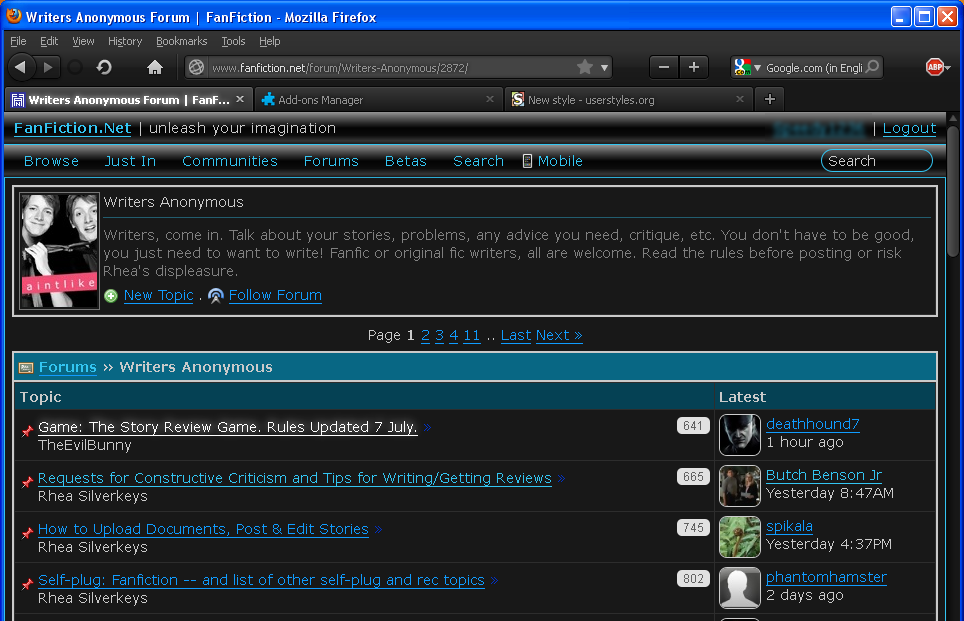 Writers Anonymous Forum | FanFiction - Mozilla Firefox
File Edit View History Bookmarks Tools Help
www.fanfiction.net/forum/Writers-Anonymous/2872/
Google.com (in Engli
ABP
Writers Anonymous Forum | FanF...
Add-ons Manager
New style - userstyles.org
FanFiction.Net | unleash your imagination
| Logout
Browse Just In Communities Forums Betas Search Mobile
Search
Writers Anonymous
Writers, come in. Talk about your stories, problems, any advice you need, critique, etc. You don't have to be good,
you just need to want to write! Fanfic or original fic writers, all are welcome. Read the rules before posting or risk
Rhea's displeasure.
aintlike
New Topic . Follow Forum
Page 1 2 3 4 11 .. Last Next »
Forums » Writers Anonymous
Topic Latest
Game: The Story Review Game. Rules Updated 7 July. » 641 deathhound7
TheEvilBunny 1 hour ago
Requests for Constructive Criticism and Tips for Writing/Getting Reviews » 665 Butch Benson Jr
Rhea Silverkeys Yesterday 8:47AM
How to Upload Documents, Post & Edit Stories » 745 spikala
Rhea Silverkeys Yesterday 4:37PM
Self-plug: Fanfiction -- and list of other self-plug and rec topics » 802 phantomhamster
Rhea Silverkeys 2 days ago